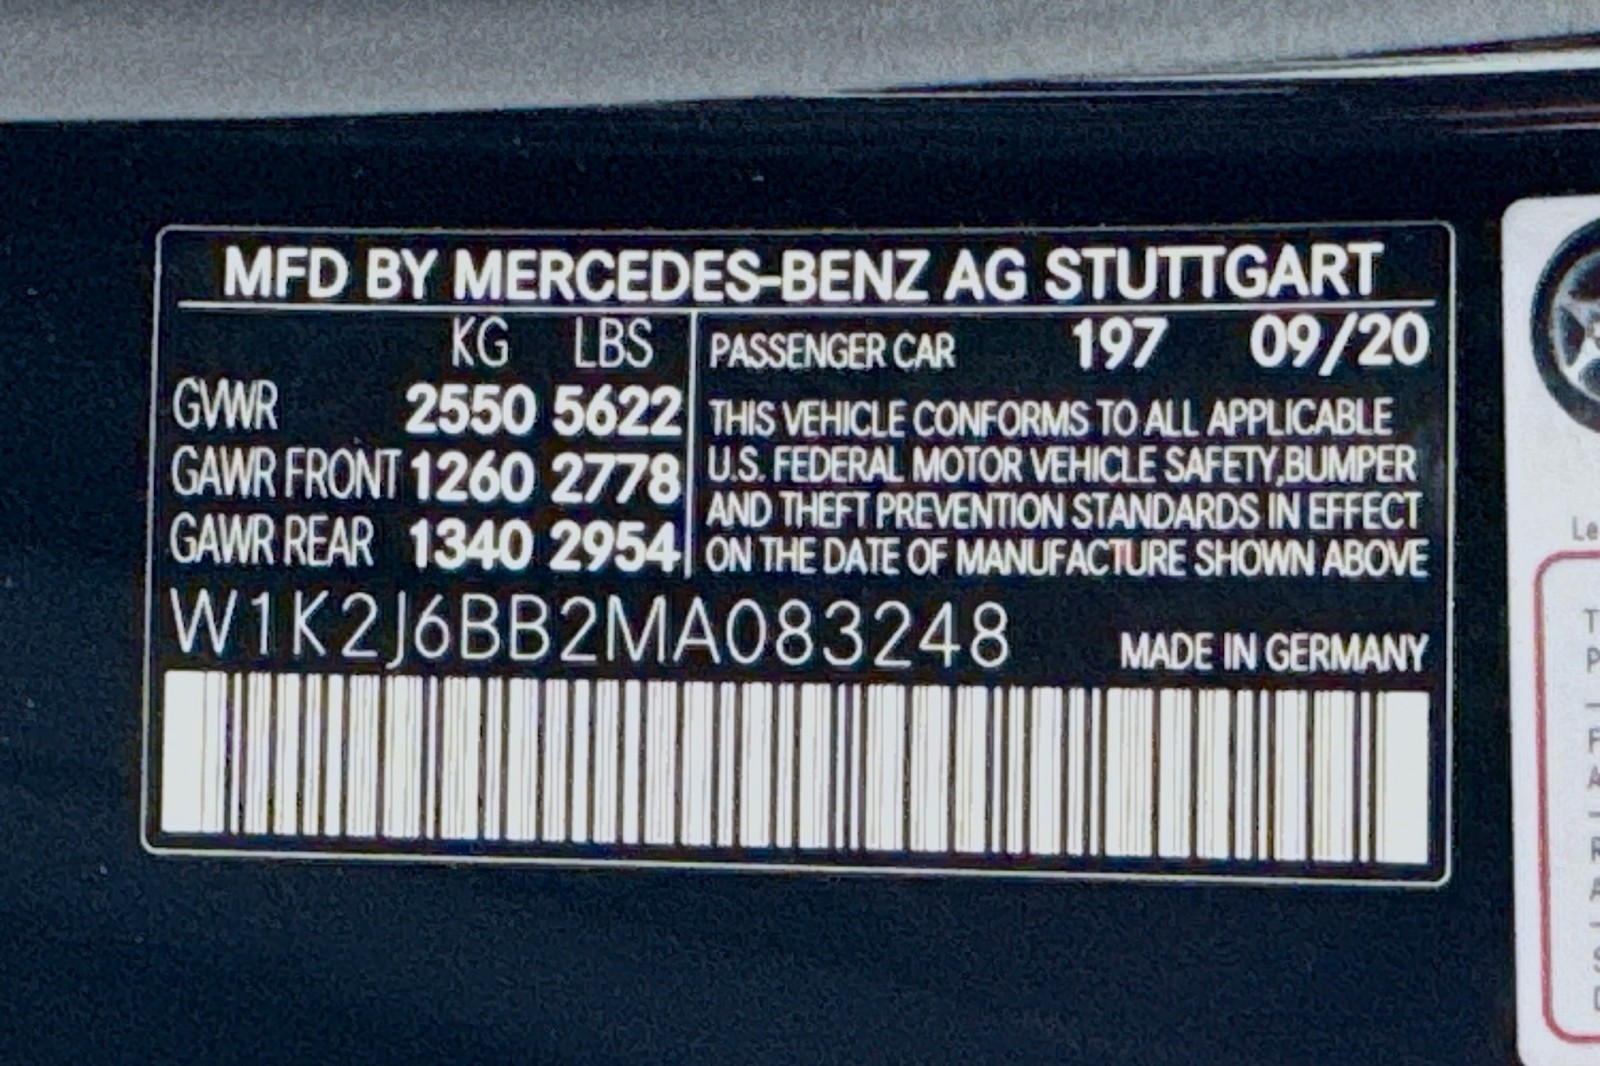 MFD BY MERCEDES-BENZ AG STUTTGART
KG LBS
GVWR 2550 5622
GAWR FRONT 1260 2778
GAWR REAR 1340 2954
PASSENGER CAR 197 09/20
THIS VEHICLE CONFORMS TO ALL APPLICABLE
U.S. FEDERAL MOTOR VEHICLE SAFETY,BUMPER
AND THEFT PREVENTION STANDARDS IN EFFECT
ON THE DATE OF MANUFACTURE SHOWN ABOVE
W1K2J6BB2MA083248
MADE IN GERMANY